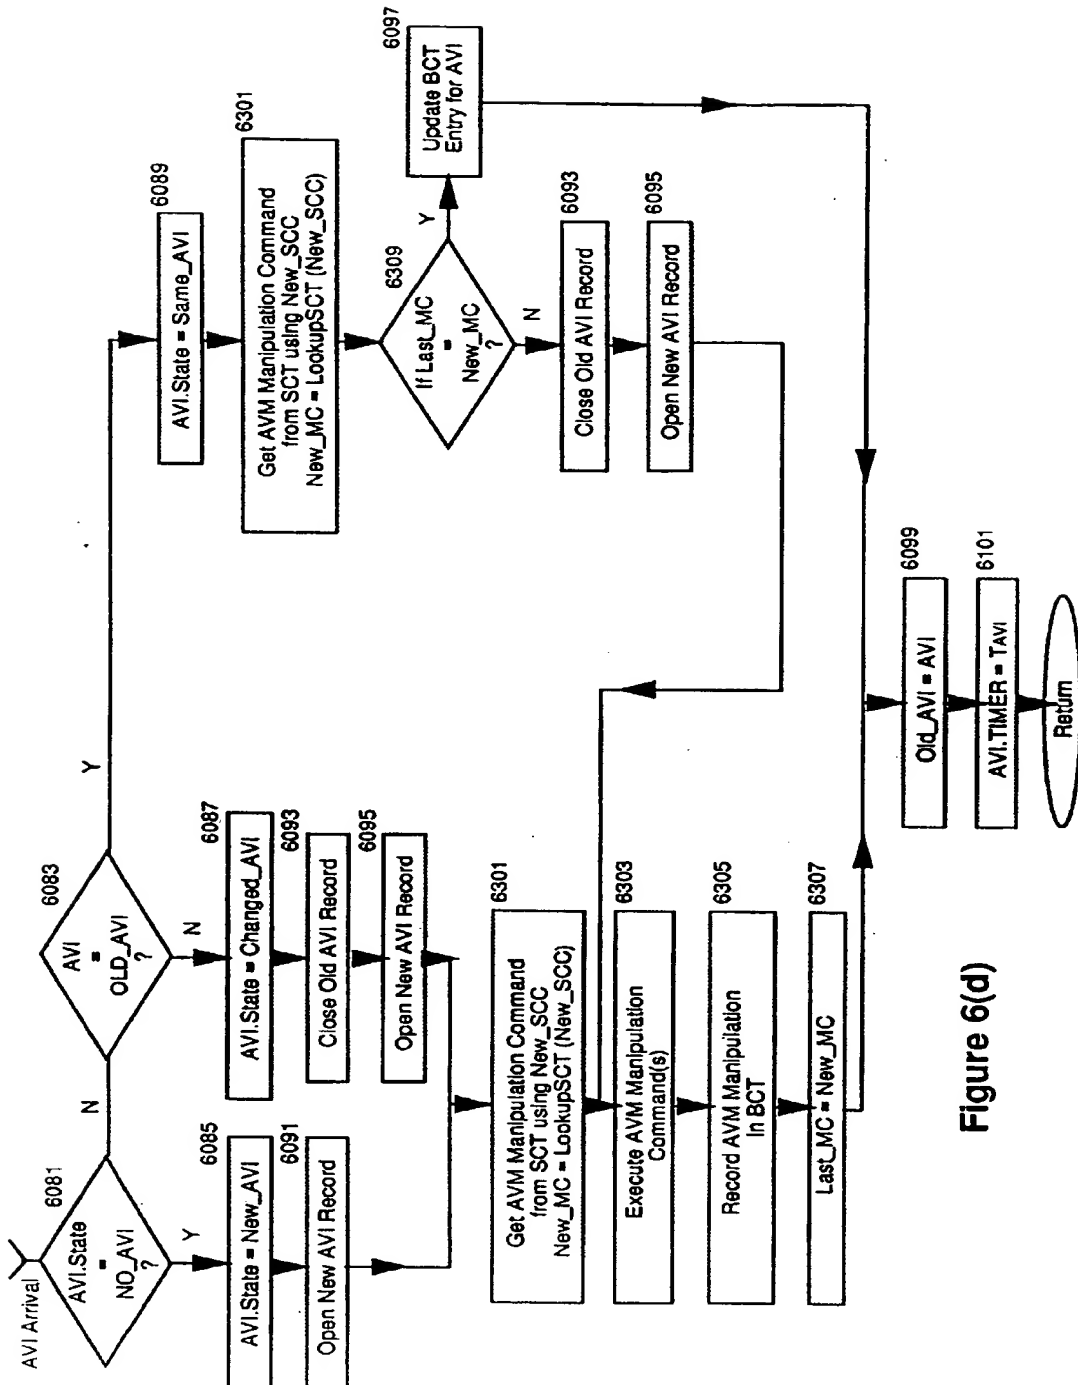 AVI Arrival
6081
AVI.State
=
NO_AVI
?
N
Y
6083
AVI
=
OLD_AVI
?
Y
N
6085
AVI.State = New_AVI
6091
Open New AVI Record
6087
AVI.State = Changed_AVI
6093
Close Old AVI Record
6095
Open New AVI Record
6089
AVI.State = Same_AVI
6301
Get AVM Manipulation Command
from SCT using New_SCC
New_MC = LookupSCT (New_SCC)
6309
If Last_MC
=
New_MC
?
Y
N
6097
Update BCT
Entry for AVI
6093
Close Old AVI Record
6095
Open New AVI Record
6301
Get AVM Manipulation Command
from SCT using New_SCC
New_MC = LookupSCT (New_SCC)
6303
Execute AVM Manipulation
Command(s)
6305
Record AVM Manipulation
In BCT
6307
Last_MC = New_MC
6099
Old_AVI = AVI
6101
AVI.TIMER = TAVI
Return
Figure 6(d)